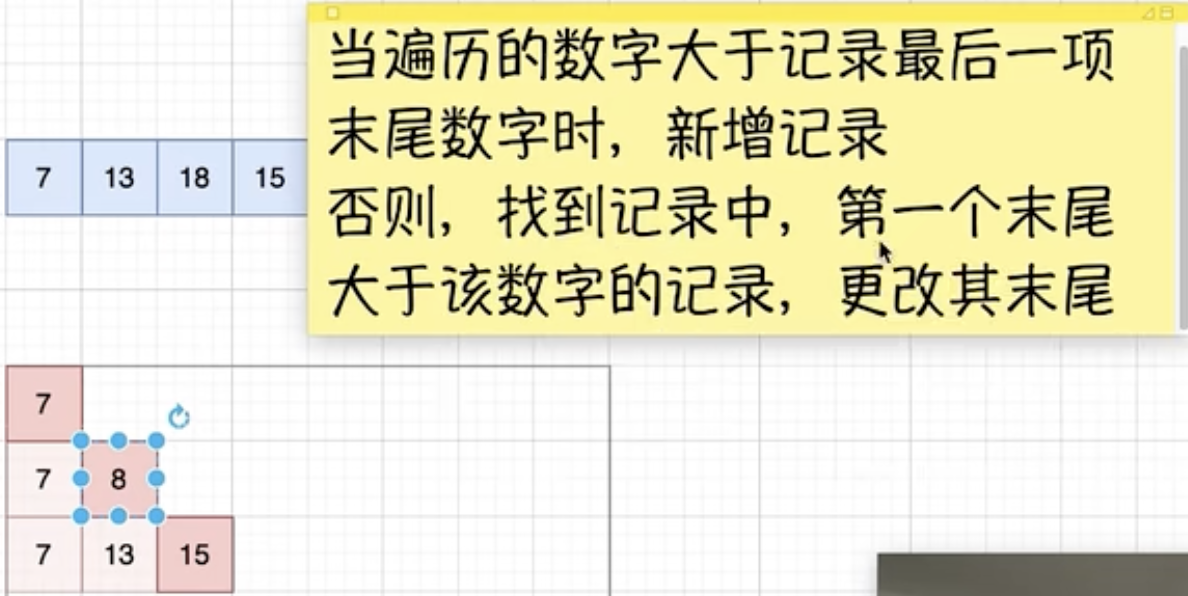 当遍历的数字大于记录最后一项
末尾数字时，新增记录
否则，找到记录中，第一个末尾
大于该数字的记录，更改其末尾
7 13 18 15
7
7 8
7 13 15